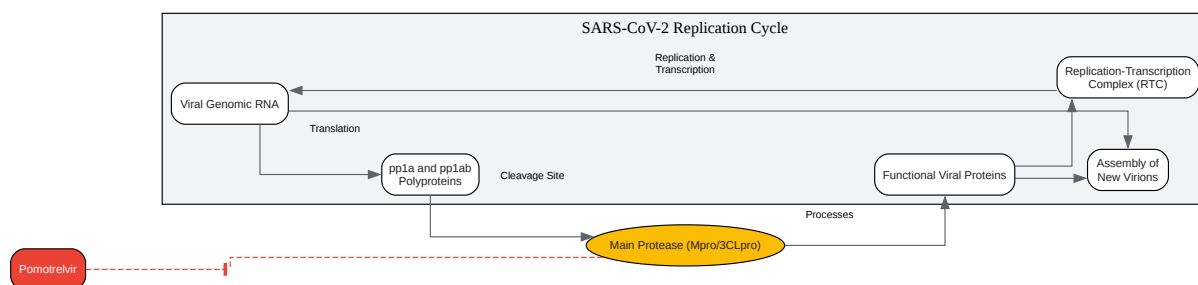 SARS-CoV-2 Replication Cycle
Replication &
Transcription
Replication-Transcription
Complex (RTC)
Viral Genomic RNA
Translation
pp1a and pp1ab
Polyproteins
Cleavage Site
Functional Viral Proteins
Assembly of
New Virions
Processes
Main Protease (Mpro/3CLpro)
Pomotrelvir